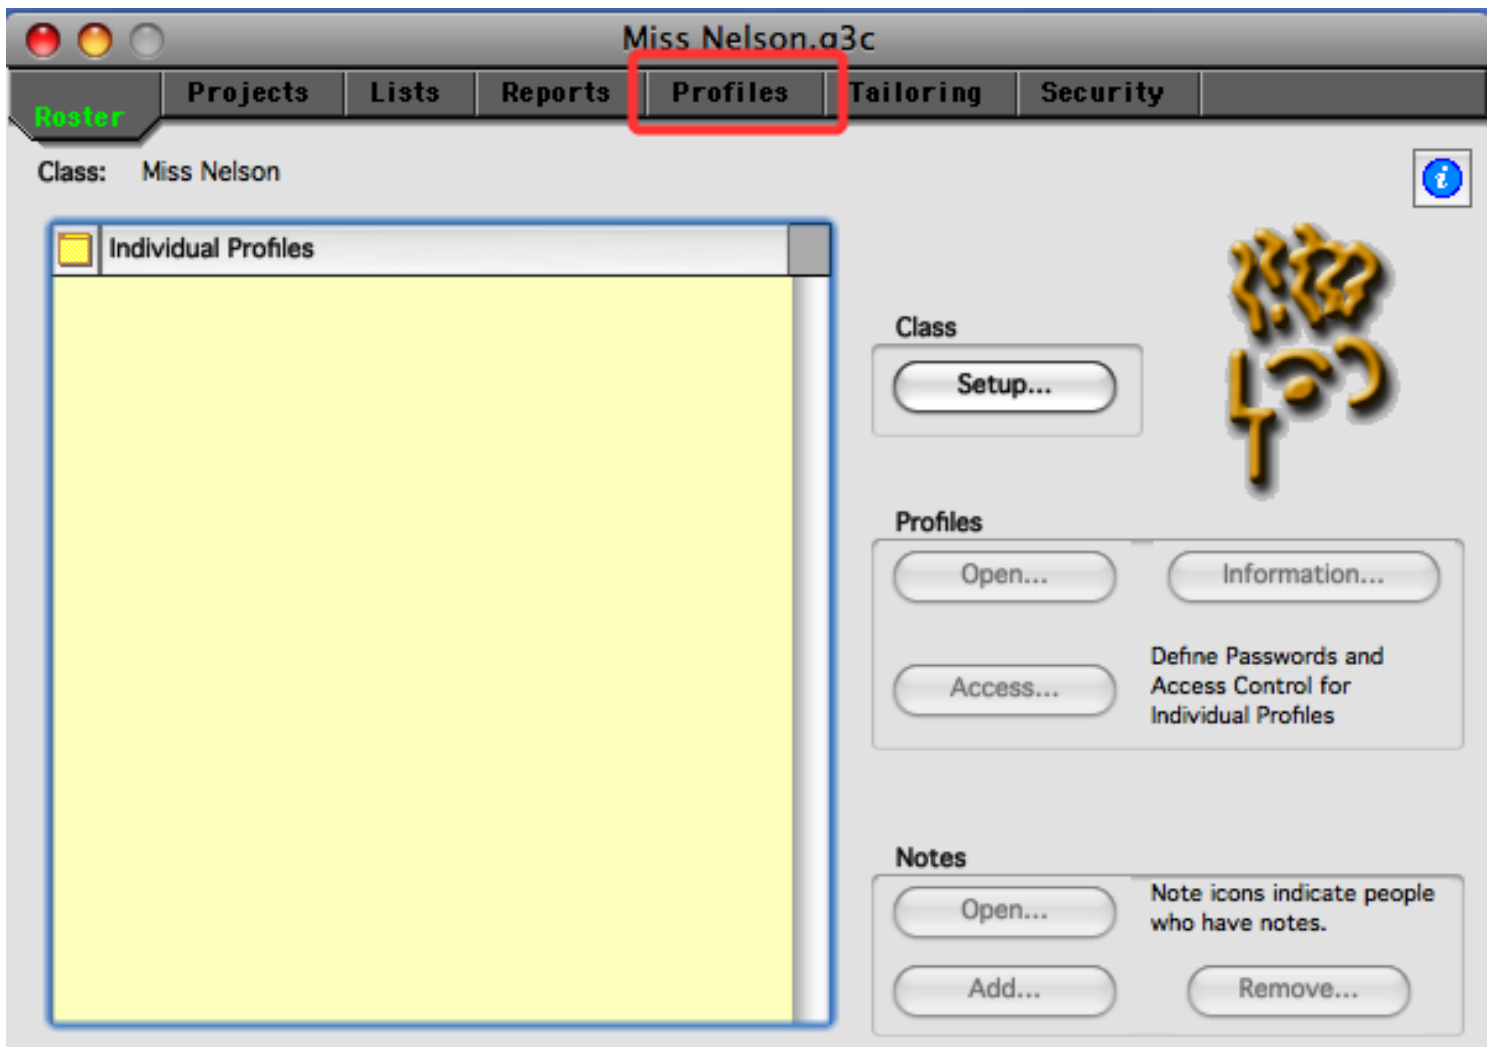 Miss Nelson.g3c
Roster Projects Lists Reports Profiles Tailoring Security
Class: Miss Nelson
Individual Profiles
Class
Setup...
Profiles
Open... Information...
Access...
Define Passwords and
Access Control for
Individual Profiles
Notes
Open...
Note icons indicate people
who have notes.
Add... Remove...